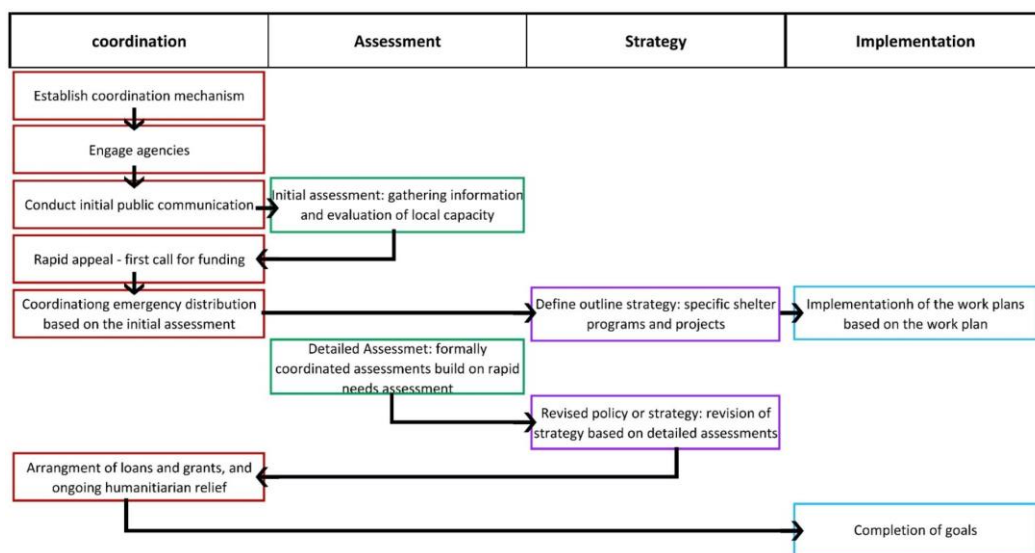 coordination
Assessment
Strategy
Implementation
Establish coordination mechanism
Engage agencies
Conduct initial public communication
Initial assessment: gathering information
and evaluation of local capacity
Rapid appeal - first call for funding
Coordinationg emergency distribution
based on the initial assessment
Define outline strategy: specific shelter
programs and projects
Implementationh of the work plans
based on the work plan
Detailed Assessmet: formally
coordinated assessments build on rapid
needs assessment
Revised policy or strategy: revision of
strategy based on detailed assessments
Arrangment of loans and grants, and
ongoing humanitiarian relief
Completion of goals